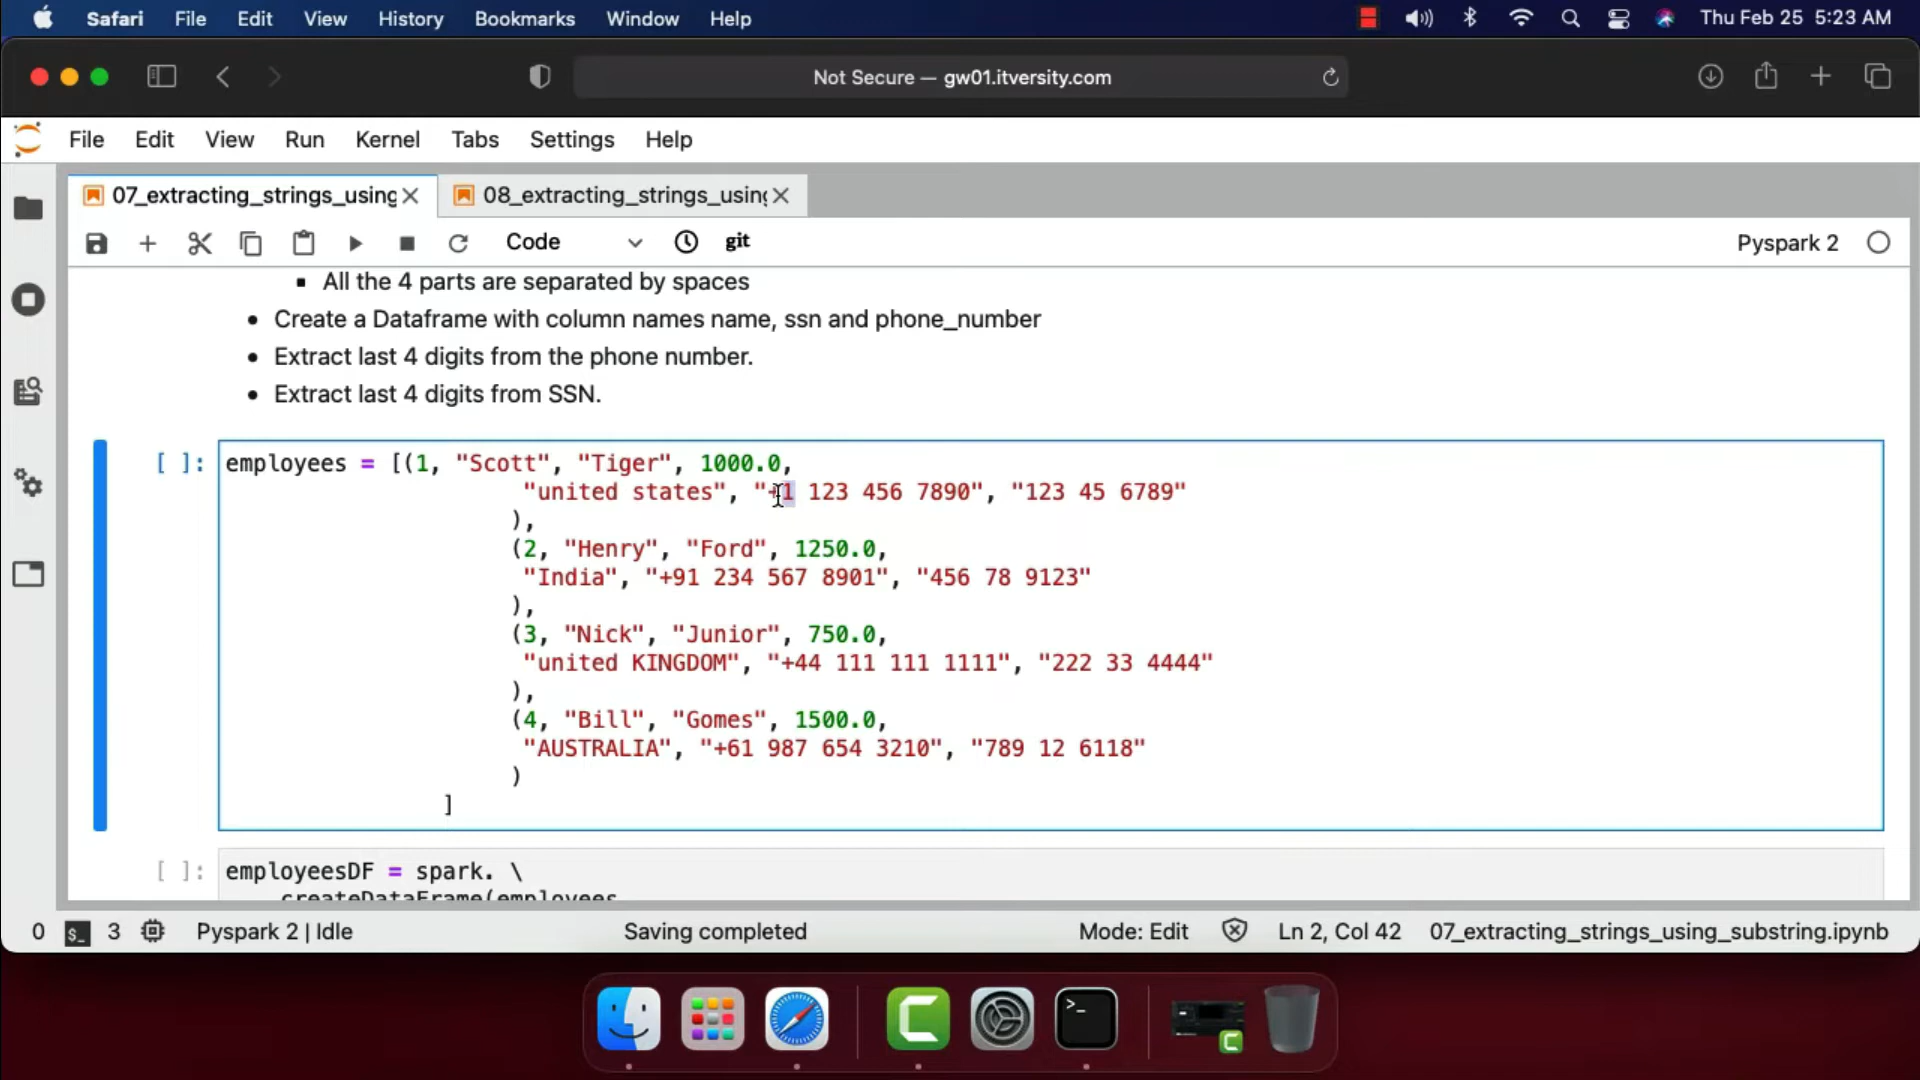 Safari File Edit View History Bookmarks Window Help Thu Feb 25 5:23 AM
Not Secure — gw01.itversity.com
File Edit View Run Kernel Tabs Settings Help
07_extracting_strings_using 08_extracting_strings_using
Code git Pyspark 2
▪ All the 4 parts are separated by spaces
• Create a Dataframe with column names name, ssn and phone_number
• Extract last 4 digits from the phone number.
• Extract last 4 digits from SSN.
[ ]: employees = [(1, "Scott", "Tiger", 1000.0,
"united states", "+1 123 456 7890", "123 45 6789"
),
(2, "Henry", "Ford", 1250.0,
"India", "+91 234 567 8901", "456 78 9123"
),
(3, "Nick", "Junior", 750.0,
"united KINGDOM", "+44 111 111 1111", "222 33 4444"
),
(4, "Bill", "Gomes", 1500.0,
"AUSTRALIA", "+61 987 654 3210", "789 12 6118"
)
]
[ ]: employeesDF = spark. \
createDataFrame(employees
0 $_ 3 Pyspark 2 | Idle Saving completed Mode: Edit Ln 2, Col 42 07_extracting_strings_using_substring.ipynb
>_